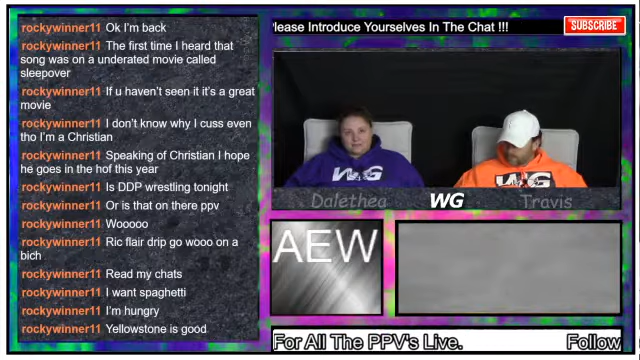 rockywinner11 Ok I'm back
rockywinner11 The first time I heard that
song was on a underated movie called
sleepover
rockywinner11 If u haven't seen it it's a great
movie
rockywinner11 I don't know why I cuss even
tho I'm a Christian
rockywinner11 Speaking of Christian I hope
he goes in the hof this year
rockywinner11 Is DDP wrestling tonight
rockywinner11 Or is that on there ppv
rockywinner11 Wooooo
rockywinner11 Ric flair drip go wooo on a
bich
rockywinner11 Read my chats
rockywinner11 I want spaghetti
rockywinner11 I'm hungry
rockywinner11 Yellowstone is good
Please Introduce Yourselves In The Chat !!!
SUBSCRIBE
WG
WG
Dalethea WG Travis
AEW
For All The PPV's Live. Follow